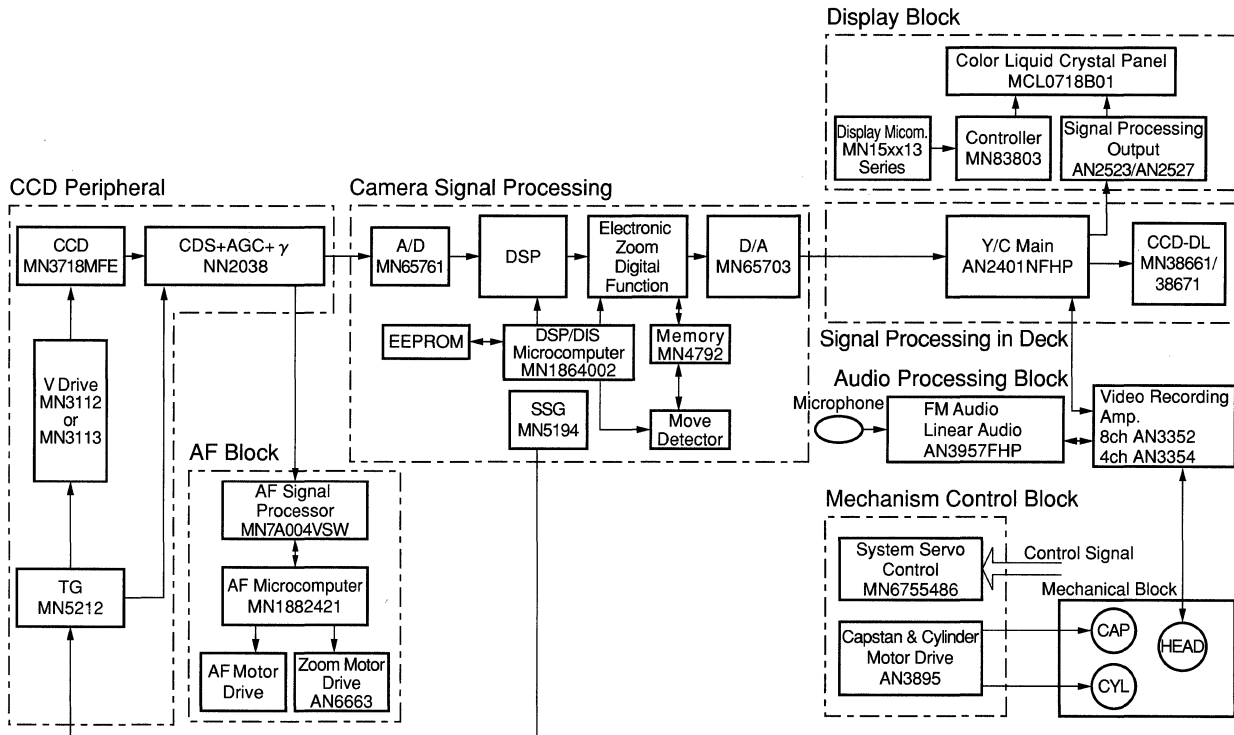 Display Block
Color Liquid Crystal Panel
MCL0718B01
Display Micom.
MN15xx13
Series
Controller
MN83803
Signal Processing
Output
AN2523/AN2527
CCD Peripheral
CCD
MN3718MFE
CDS+AGC+ γ
NN2038
V Drive
MN3112
or
MN3113
TG
MN5212
Camera Signal Processing
A/D
MN65761
DSP
Electronic
Zoom
Digital
Function
D/A
MN65703
EEPROM
DSP/DIS
Microcomputer
MN1864002
Memory
MN4792
SSG
MN5194
Move
Detector
Y/C Main
AN2401NFHP
CCD-DL
MN38661/
38671
Signal Processing in Deck
Audio Processing Block
Microphone
FM Audio
Linear Audio
AN3957FHP
Video Recording
Amp.
8ch AN3352
4ch AN3354
AF Block
AF Signal
Processor
MN7A004VSW
AF Microcomputer
MN1882421
AF Motor
Drive
Zoom Motor
Drive
AN6663
Mechanism Control Block
System Servo
Control
MN6755486
Control Signal
Capstan & Cylinder
Motor Drive
AN3895
Mechanical Block
CAP
HEAD
CYL